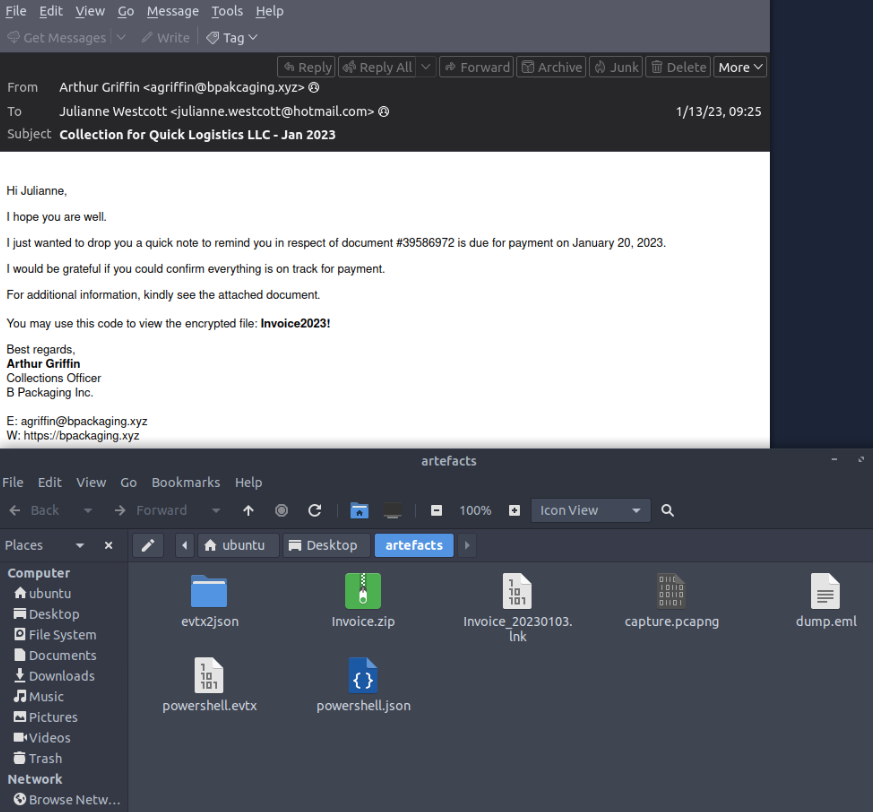 File Edit View Go Message Tools Help
Get Messages Write Tag
Reply Reply All Forward Archive Junk Delete More
From Arthur Griffin <agriffin@bpakcaging.xyz>
To Julianne Westcott <julianne.westcott@hotmail.com> 1/13/23, 09:25
Subject Collection for Quick Logistics LLC - Jan 2023
Hi Julianne,
I hope you are well.
I just wanted to drop you a quick note to remind you in respect of document #39586972 is due for payment on January 20, 2023.
I would be grateful if you could confirm everything is on track for payment.
For additional information, kindly see the attached document.
You may use this code to view the encrypted file: Invoice2023!
Best regards,
Arthur Griffin
Collections Officer
B Packaging Inc.
E: agriffin@bpackaging.xyz
W: https://bpackaging.xyz
artefacts
File Edit View Go Bookmarks Help
Back Forward 100% Icon View
Places ubuntu Desktop artefacts
Computer
ubuntu
Desktop
File System
Documents
Downloads
Music
Pictures
Videos
Trash
Network
Browse Netw...
evtx2json Invoice.zip Invoice_20230103. capture.pcapng dump.eml
lnk
powershell.evtx powershell.json